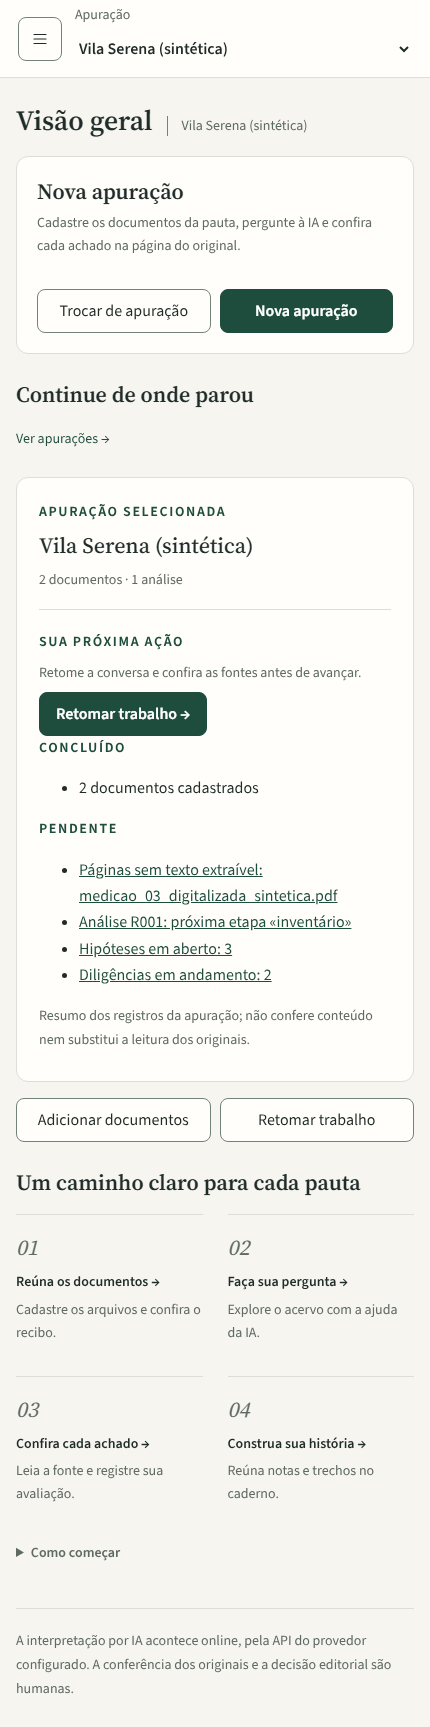 Apuração
Vila Serena (sintética)
Visão geral
Vila Serena (sintética)
Nova apuração
Cadastre os documentos da pauta, pergunte à IA e confira
cada achado na página do original.
Trocar de apuração
Nova apuração
Continue de onde parou
Ver apurações →
APURAÇÃO SELECIONADA
Vila Serena (sintética)
2 documentos · 1 análise
SUA PRÓXIMA AÇÃO
Retome a conversa e confira as fontes antes de avançar.
Retomar trabalho →
CONCLUÍDO
• 2 documentos cadastrados
PENDENTE
• Páginas sem texto extraível:
medicao_03_digitalizada_sintetica.pdf
• Análise R001: próxima etapa «inventário»
• Hipóteses em aberto: 3
• Diligências em andamento: 2
Resumo dos registros da apuração; não confere conteúdo
nem substitui a leitura dos originais.
Adicionar documentos
Retomar trabalho
Um caminho claro para cada pauta
01
Reúna os documentos →
Cadastre os arquivos e confira o
recibo.
02
Faça sua pergunta →
Explore o acervo com a ajuda
da IA.
03
Confira cada achado →
Leia a fonte e registre sua
avaliação.
04
Construa sua história →
Reúna notas e trechos no
caderno.
▶ Como começar
A interpretação por IA acontece online, pela API do provedor
configurado. A conferência dos originais e a decisão editorial são
humanas.